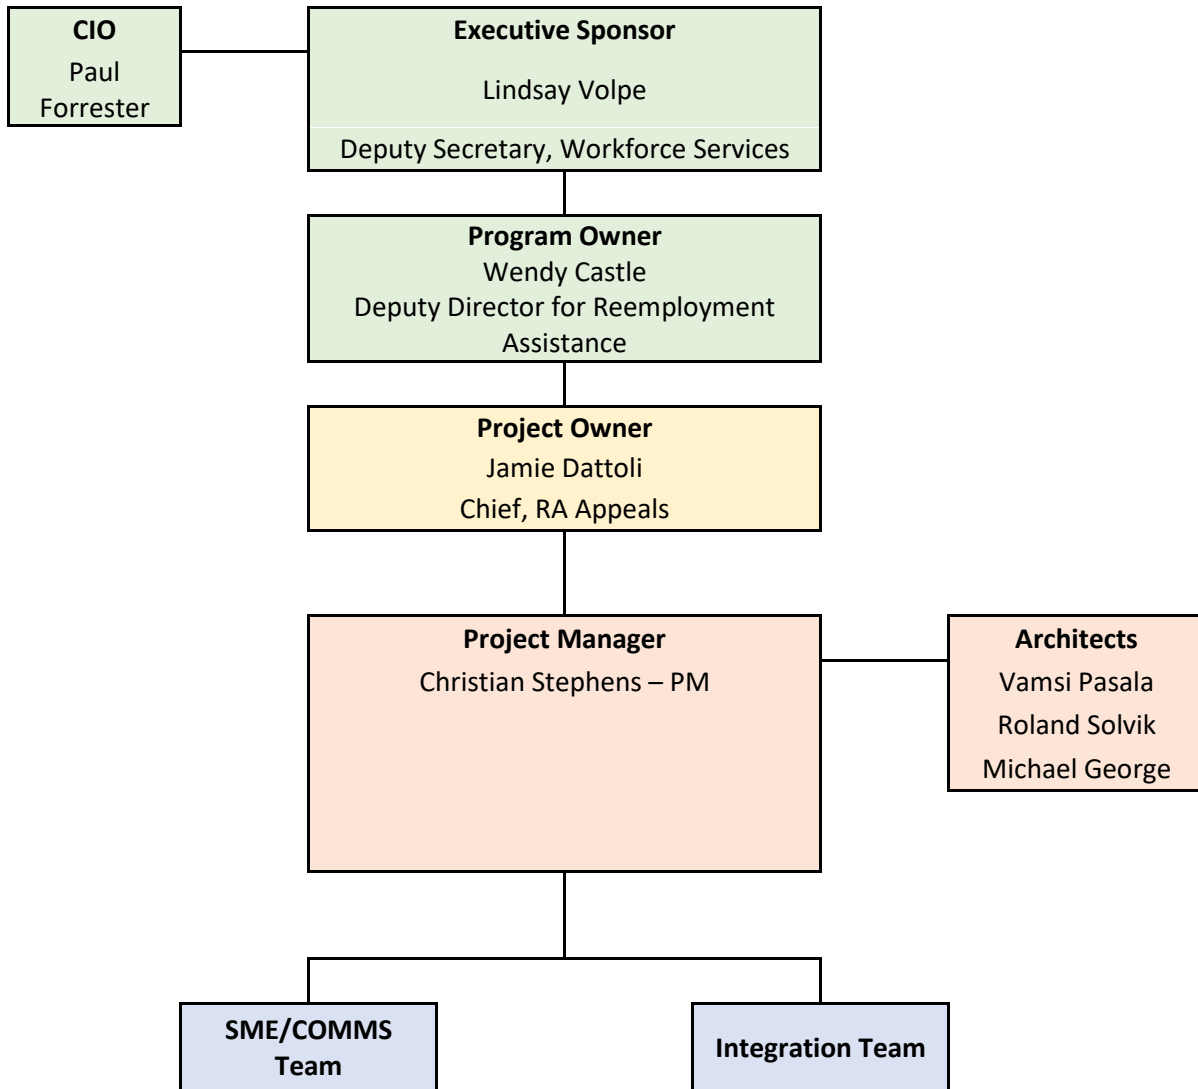 CIO
Paul
Forrester
Executive Sponsor
Lindsay Volpe
Deputy Secretary, Workforce Services
Program Owner
Wendy Castle
Deputy Director for Reemployment
Assistance
Project Owner
Jamie Dattoli
Chief, RA Appeals
Project Manager
Christian Stephens – PM
Architects
Vamsi Pasala
Roland Solvik
Michael George
SME/COMMS
Team
Integration Team